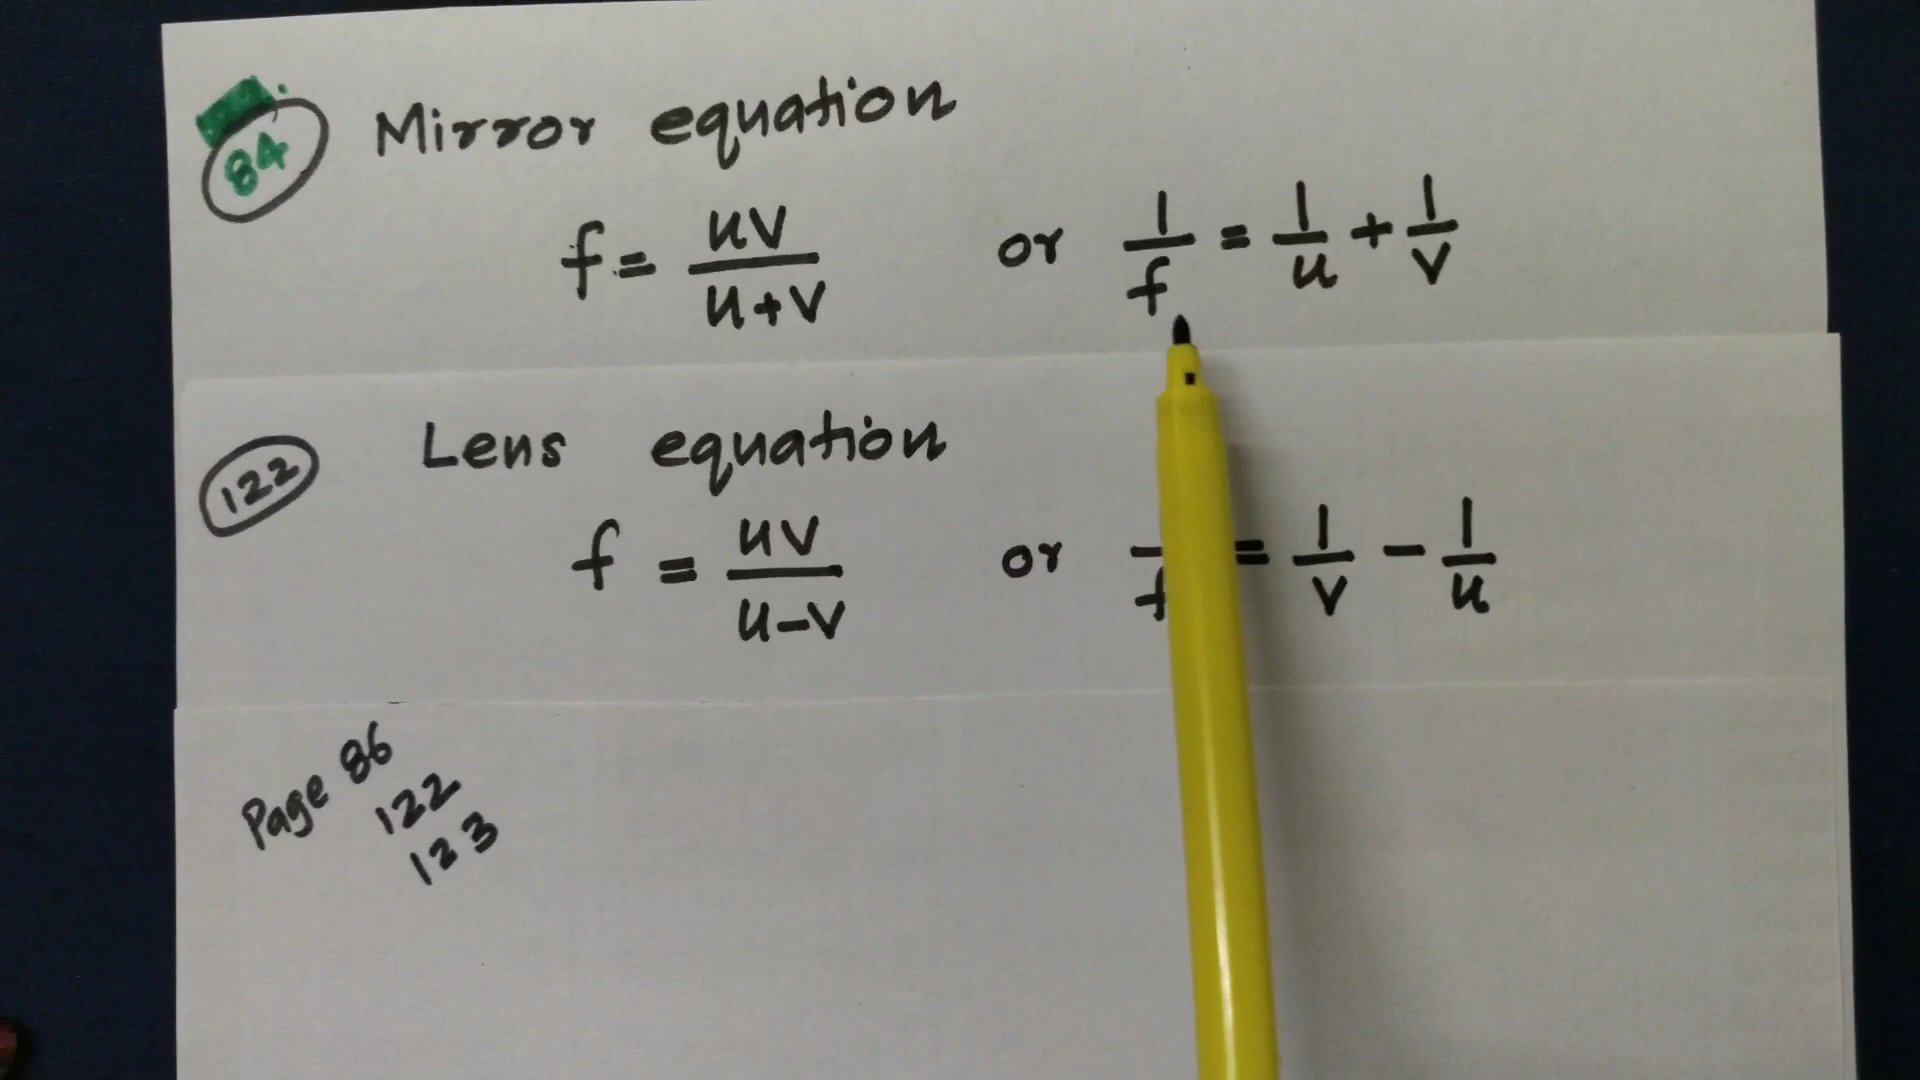 84 Mirror equation
f = uv / u+v or 1/f = 1/u + 1/v
122 Lens equation
f = uv / u-v or /f = 1/v - 1/u
Page 86
122
123